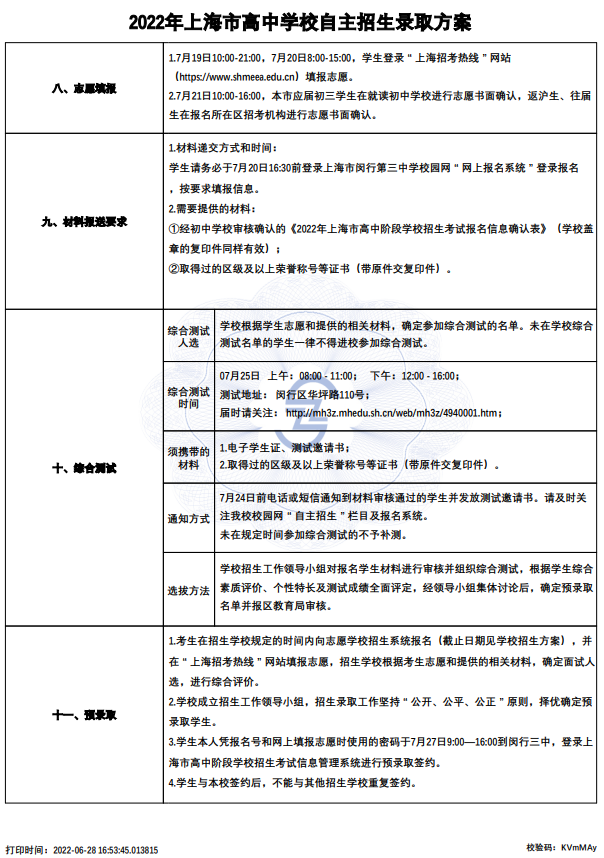 2022年上海市高中学校自主招生录取方案
八、志愿填报
1.7月19日10:00-21:00，7月20日8:00-15:00，学生登录“上海招考热线”网站
（https://www.shmeea.edu.cn）填报志愿。
2.7月21日10:00-16:00，本市应届初三学生在就读初中学校进行志愿书面确认，返沪生、往届
生在报名所在区招考机构进行志愿书面确认。
九、材料报送要求
1.材料递交方式和时间：
学生请务必于7月20日16:30前登录上海市闵行第三中学校园网“网上报名系统”登录报名
，按要求填报信息。
2.需要提供的材料：
①经初中学校审核确认的《2022年上海市高中阶段学校招生考试报名信息确认表》（学校盖
章的复印件同样有效）；
②取得过的区级及以上荣誉称号等证书（带原件交复印件）。
十、综合测试
综合测试
人选
学校根据学生志愿和提供的相关材料，确定参加综合测试的名单。未在学校综合
测试名单的学生一律不得进校参加综合测试。
综合测试
时间
07月25日 上午：08:00 - 11:00； 下午：12:00 - 16:00；
测试地址：闵行区华坪路110号；
届时请关注：http://mh3z.mhedu.sh.cn/web/mh3z/4940001.htm；
须携带的
材料
1.电子学生证、测试邀请书；
2.取得过的区级及以上荣誉称号等证书（带原件交复印件）。
通知方式
7月24日前电话或短信通知到材料审核通过的学生并发放测试邀请书。请及时关
注我校校园网“自主招生”栏目及报名系统。
未在规定时间参加综合测试的不予补测。
选拔方法
学校招生工作领导小组对报名学生材料进行审核并组织综合测试，根据学生综合
素质评价、个性特长及测试成绩全面评定，经领导小组集体讨论后，确定预录取
名单并报区教育局审核。
十一、预录取
1.考生在招生学校规定的时间内向志愿学校招生系统报名（截止日期见学校招生方案），并
在“上海招考热线”网站填报志愿，招生学校根据考生志愿和提供的相关材料，确定面试人
选，进行综合评价。
2.学校成立招生工作领导小组，招生录取工作坚持“公开、公平、公正”原则，择优确定预
录取学生。
3.学生本人凭报名号和网上填报志愿时使用的密码于7月27日9:00—16:00到闵行三中，登录上
海市高中阶段学校招生考试信息管理系统进行预录取签约。
4.学生与本校签约后，不能与其他招生学校重复签约。
打印时间：2022-06-28 16:53:45.013815
校验码：KVmMAy